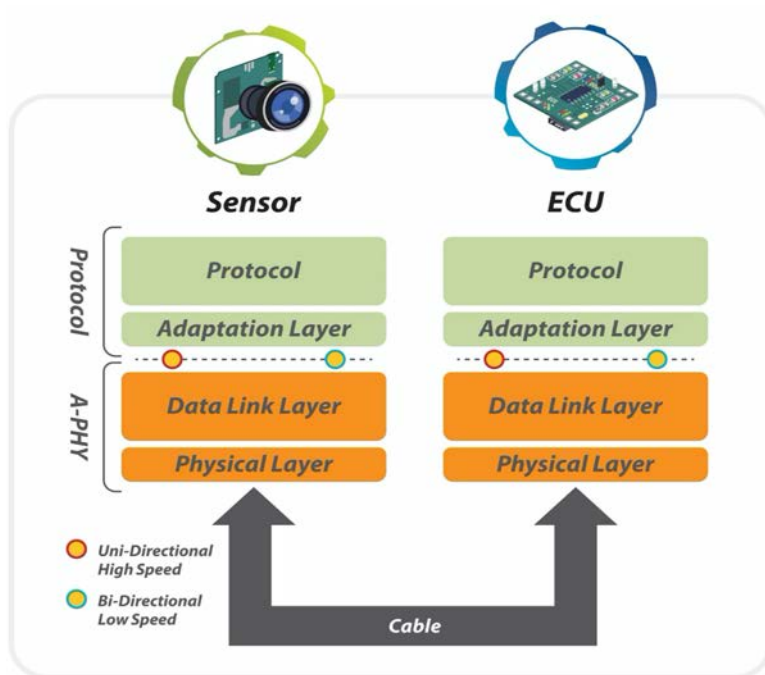 Sensor
ECU
Protocol
Protocol
Protocol
Adaptation Layer
Adaptation Layer
A-PHY
Data Link Layer
Data Link Layer
Physical Layer
Physical Layer
Uni-Directional
High Speed
Bi-Directional
Low Speed
Cable